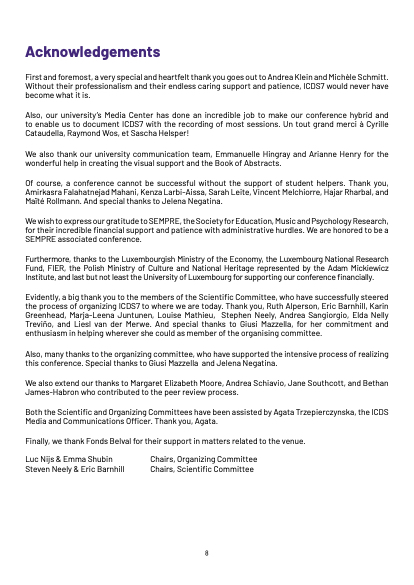 Acknowledgements
First and foremost, a very special and heartfelt thank you goes out to Andrea Klein and Michèle Schmitt.
Without their professionalism and their endless caring support and patience, ICDS7 would never have
become what it is.
Also, our university's Media Center has done an incredible job to make our conference hybrid and
to enable us to document ICDS7 with the recording of most sessions. Un tout grand merci à Cyrille
Cataudella, Raymond Wos, et Sascha Helsper!
We also thank our university communication team, Emmanuelle Hingray and Arianne Henry for the
wonderful help in creating the visual support and the Book of Abstracts.
Of course, a conference cannot be successful without the support of student helpers. Thank you,
Amirkasra Falahatnejad Mahani, Kenza Larbi-Aissa, Sarah Leite, Vincent Melchiorre, Hajar Rharbal, and
Maïté Rollmann. And special thanks to Jelena Negatina.
We wish to express our gratitude to SEMPRE, the Society for Education, Music and Psychology Research,
for their incredible financial support and patience with administrative hurdles. We are honored to be a
SEMPRE associated conference.
Furthermore, thanks to the Luxembourgish Ministry of the Economy, the Luxembourg National Research
Fund, FIER, the Polish Ministry of Culture and National Heritage represented by the Adam Mickiewicz
Institute, and last but not least the University of Luxembourg for supporting our conference financially.
Evidently, a big thank you to the members of the Scientific Committee, who have successfully steered
the process of organizing ICDS7 to where we are today. Thank you, Ruth Alperson, Eric Barnhill, Karin
Greenhead, Marja-Leena Juntunen, Louise Mathieu, Stephen Neely, Andrea Sangiorgio, Elda Nelly
Treviño, and Liesl van der Merwe. And special thanks to Giusi Mazzella, for her commitment and
enthusiasm in helping wherever she could as member of the organising committee.
Also, many thanks to the organizing committee, who have supported the intensive process of realizing
this conference. Special thanks to Giusi Mazzella and Jelena Negatina.
We also extend our thanks to Margaret Elizabeth Moore, Andrea Schiavio, Jane Southcott, and Bethan
James-Habron who contributed to the peer review process.
Both the Scientific and Organizing Committees have been assisted by Agata Trzepierczynska, the ICDS
Media and Communications Officer. Thank you, Agata.
Finally, we thank Fonds Belval for their support in matters related to the venue.
Luc Nijs & Emma Shubin Chairs, Organizing Committee
Steven Neely & Eric Barnhill Chairs, Scientific Committee
8